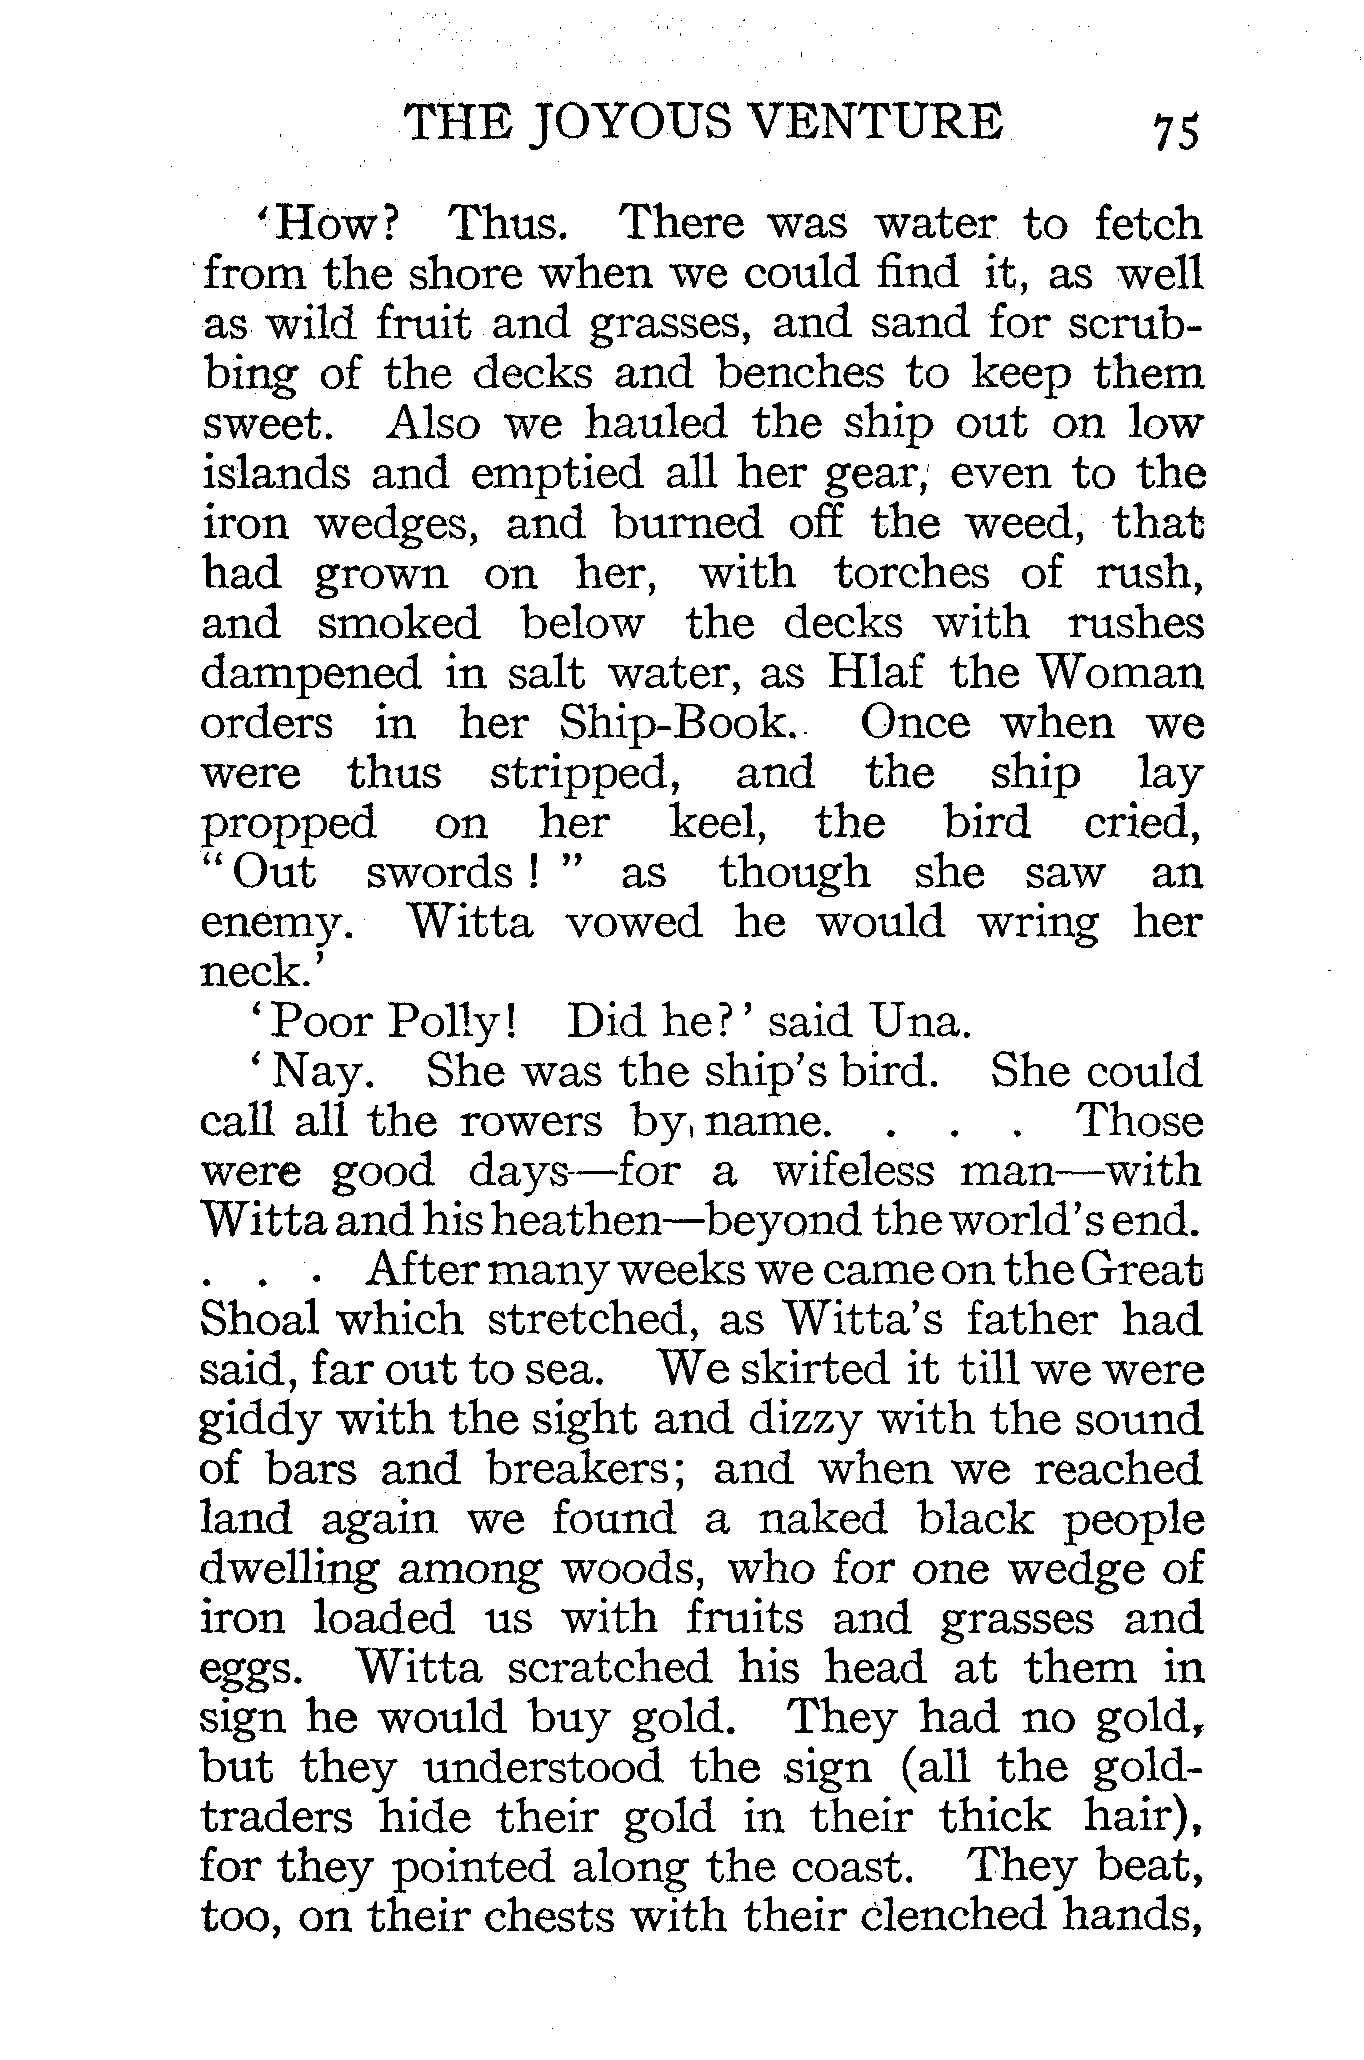 THE JOYOUS VENTURE 75
‘How? Thus. There was water to fetch
from the shore when we could find it, as well
as wild fruit and grasses, and sand for scrub-
bing of the decks and benches to keep them
sweet. Also we hauled the ship out on low
islands and emptied all her gear, even to the
iron wedges, and burned off the weed, that
had grown on her, with torches of rush,
and smoked below the decks with rushes
dampened in salt water, as Hlaf the Woman
orders in her Ship-Book. Once when we
were thus stripped, and the ship lay
propped on her keel, the bird cried,
“Out swords!” as though she saw an
enemy. Witta vowed he would wring her
neck.’
‘Poor Polly! Did he?’ said Una.
‘Nay. She was the ship's bird. She could
call all the rowers by name. . . . Those
were good days—for a wifeless man—with
Witta and his heathen—beyond the world's end.
. . . After many weeks we came on the Great
Shoal which stretched, as Witta's father had
said, far out to sea. We skirted it till we were
giddy with the sight and dizzy with the sound
of bars and breakers; and when we reached
land again we found a naked black people
dwelling among woods, who for one wedge of
iron loaded us with fruits and grasses and
eggs. Witta scratched his head at them in
sign he would buy gold. They had no gold,
but they understood the sign (all the gold-
traders hide their gold in their thick hair),
for they pointed along the coast. They beat,
too, on their chests with their clenched hands,